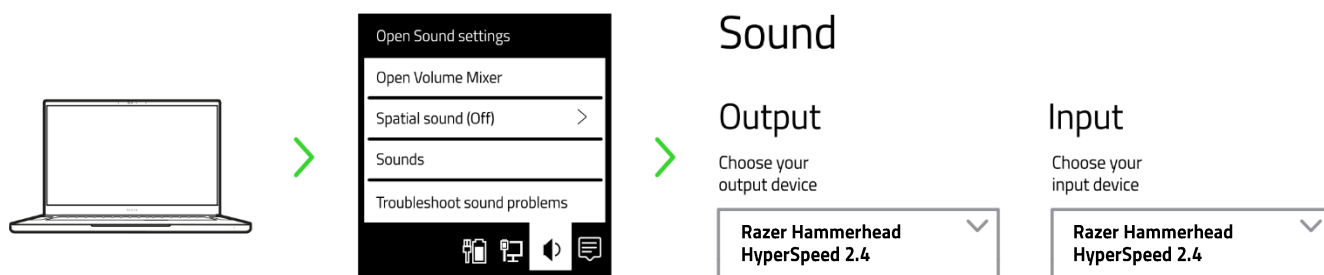 Open Sound settings
Open Volume Mixer
Spatial sound (Off)
Sounds
Troubleshoot sound problems
Sound
Output
Choose your
output device
Razer Hammerhead
HyperSpeed 2.4
Input
Choose your
input device
Razer Hammerhead
HyperSpeed 2.4